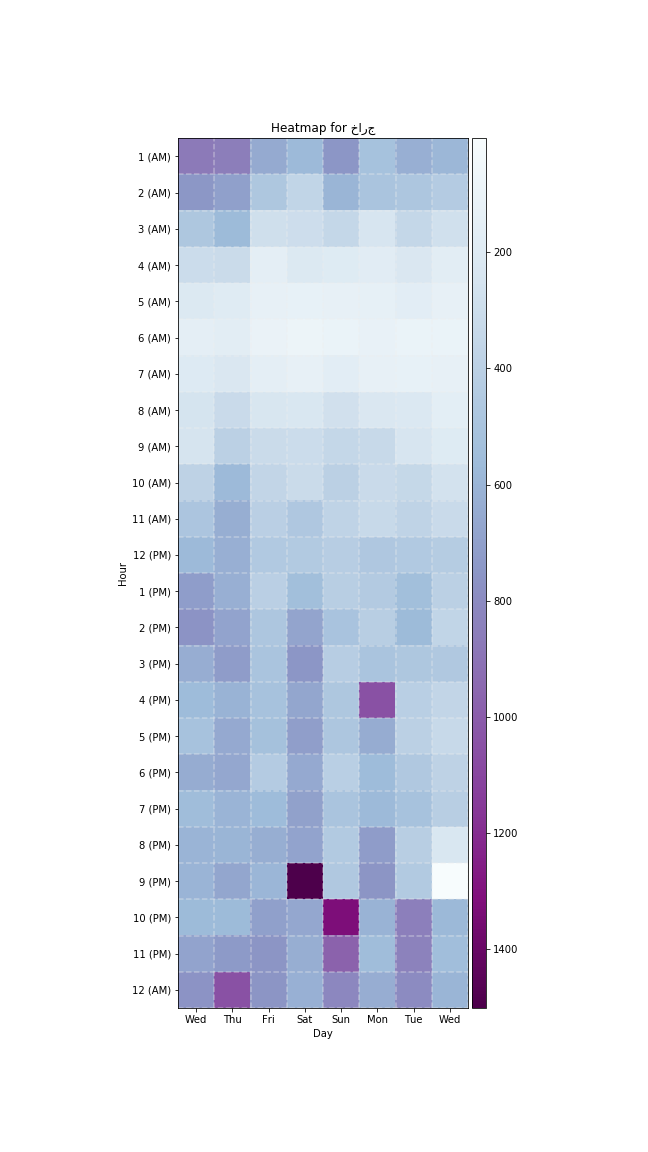 Heatmap for جراخ
1 (AM)
2 (AM)
3 (AM)
4 (AM)
5 (AM)
6 (AM)
7 (AM)
8 (AM)
9 (AM)
10 (AM)
11 (AM)
12 (PM)
1 (PM)
2 (PM)
3 (PM)
4 (PM)
5 (PM)
6 (PM)
7 (PM)
8 (PM)
9 (PM)
10 (PM)
11 (PM)
12 (AM)
Hour
Wed Thu Fri Sat Sun Mon Tue Wed
Day
200
400
600
800
1000
1200
1400